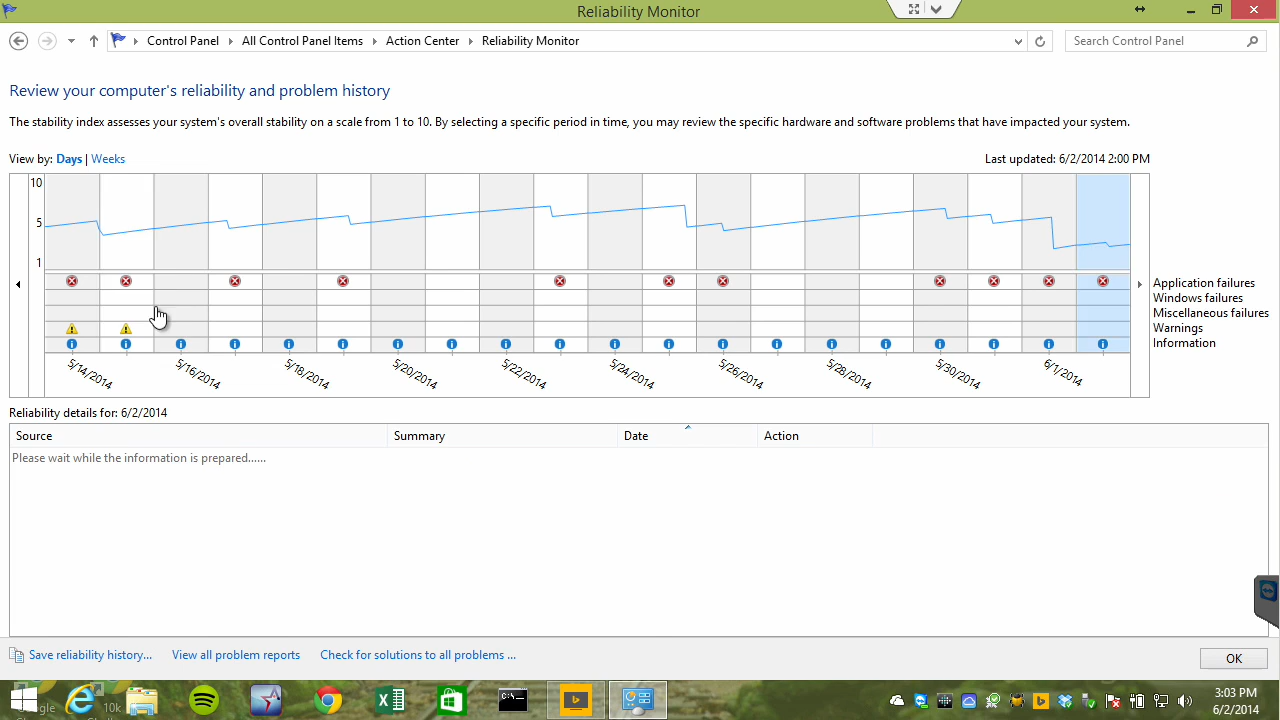 Reliability Monitor
Control Panel
All Control Panel Items
Action Center
Reliability Monitor
Search Control Panel
Review your computer's reliability and problem history
The stability index assesses your system's overall stability on a scale from 1 to 10. By selecting a specific period in time, you may review the specific hardware and software problems that have impacted your system.
View by: Days | Weeks
Last updated: 6/2/2014 2:00 PM
10
5
1
Application failures
Windows failures
Miscellaneous failures
Warnings
Information
5/14/2014
5/16/2014
5/18/2014
5/20/2014
5/22/2014
5/24/2014
5/26/2014
5/28/2014
5/30/2014
6/1/2014
Reliability details for: 6/2/2014
Source
Summary
Date
Action
Please wait while the information is prepared......
Save reliability history...
View all problem reports
Check for solutions to all problems ...
OK
10k
C:\
3:03 PM
6/2/2014